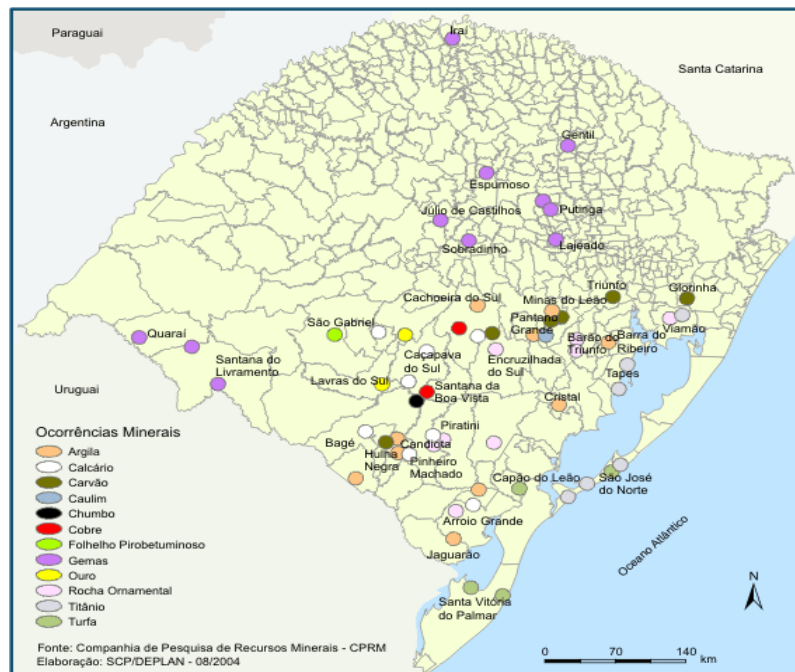 Paraguai
Iraí
Santa Catarina
Argentina
Gentil
Espumoso
Júlio de Castilhos
Putinga
Sobradinho
Lajeado
Triunfo
Glorinha
Cachoeira do Sul
Minas do Leão
São Gabriel
Pantano
Grande
Viamão
Quaraí
Barão do
Triunfo
Barra do
Ribeiro
Caçapava
do Sul
Encruzilhada
do Sul
Santana do
Livramento
Lavras do Sul
Santana da
Boa Vista
Tapes
Uruguai
Cristal
Ocorrências Minerais
Argila
Calcário
Carvão
Caulim
Chumbo
Cobre
Folhelho Pirobetuminoso
Gemas
Ouro
Rocha Ornamental
Titânio
Turfa
Piratini
Bagé
Candiota
Hulha
Negra
Pinheiro
Machado
Capão do Leão
São José
do Norte
Arroio Grande
Jaguarão
Oceano Atlântico
Santa Vitória
do Palmar
N
0 70 140
km
Fonte: Companhia de Pesquisa de Recursos Minerais - CPRM
Elaboração: SCP/DEPLAN - 08/2004